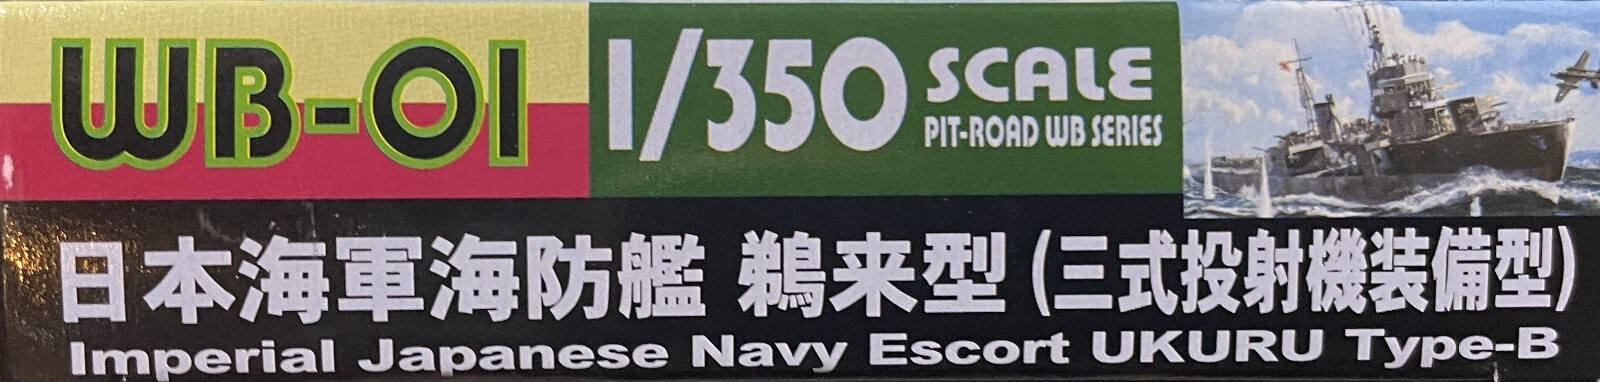 WB-01
1/350 SCALE
PIT-ROAD WB SERIES
日本海軍海防艦 鵜来型 (三式投射機装備型)
Imperial Japanese Navy Escort UKURU Type-B